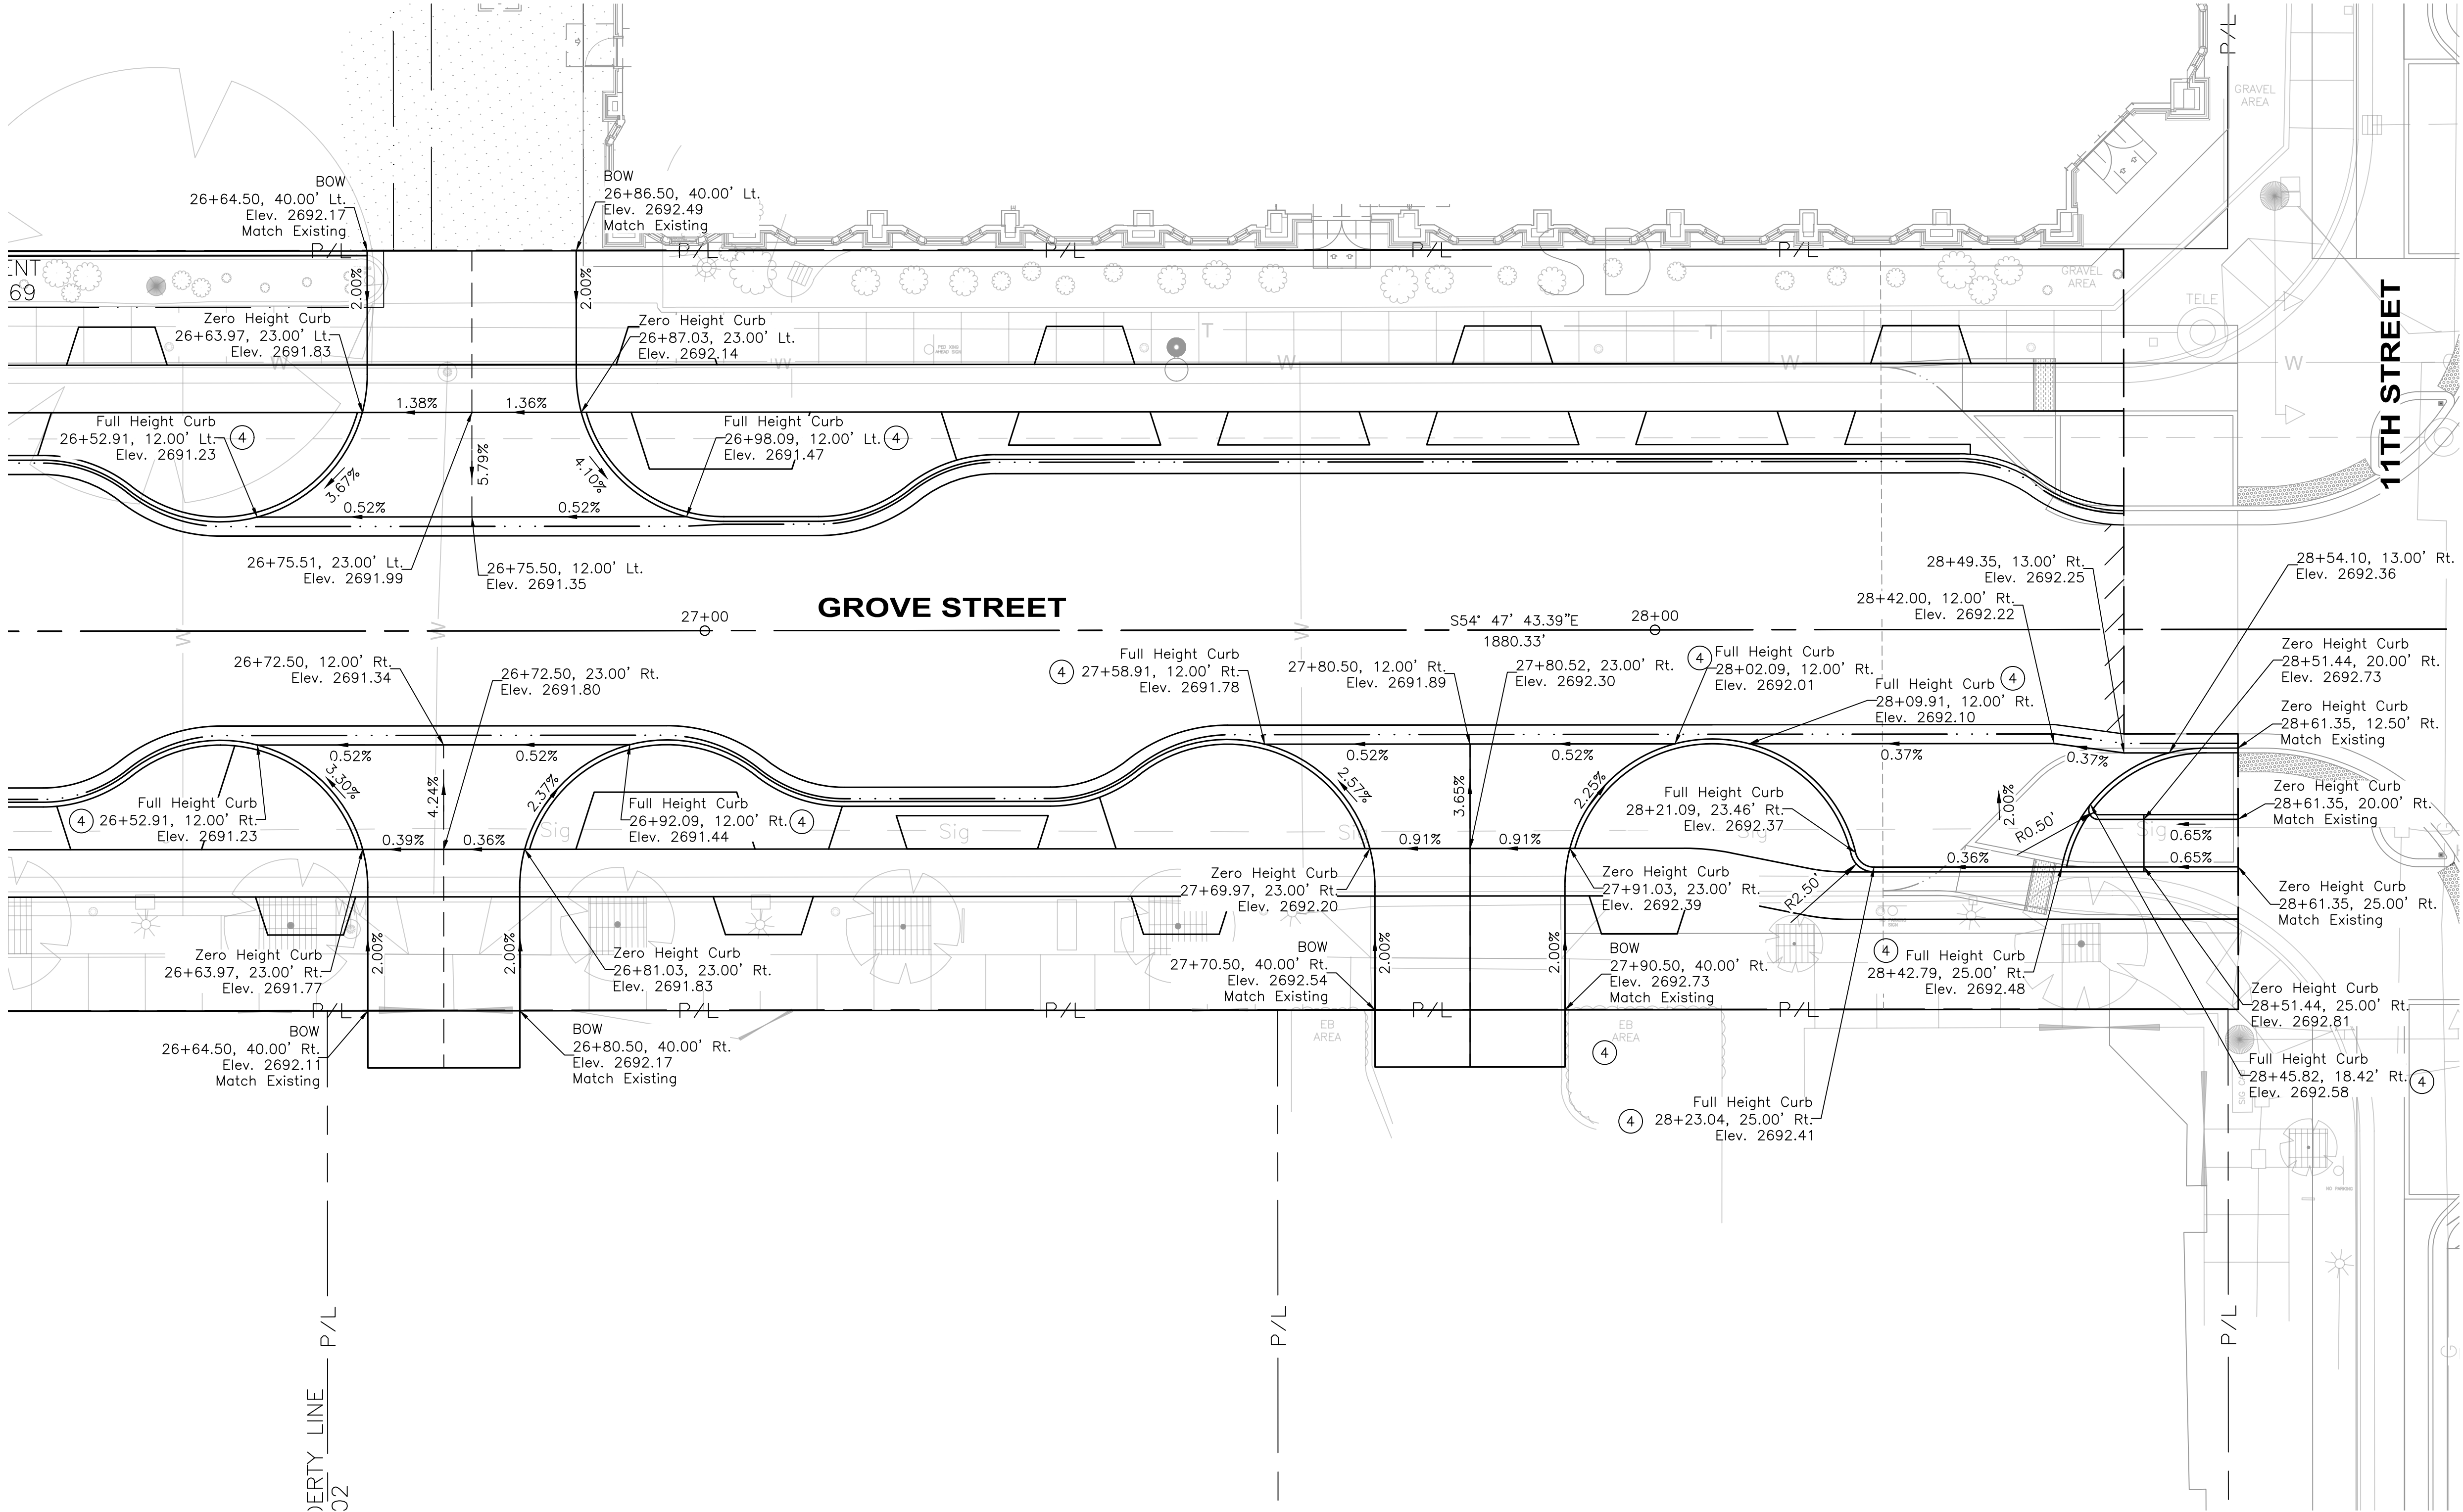 BOW
26+64.50, 40.00' Lt.
Elev. 2692.17
Match Existing
BOW
26+86.50, 40.00' Lt.
Elev. 2692.49
Match Existing
P/L
GRAVEL
AREA
P/L
P/L
P/L
P/L
P/L
ENT
69
2.00%
2.00%
SD
GRAVEL
AREA
TELE
11TH STREET
Zero Height Curb
26+63.97, 23.00' Lt.
Elev. 2691.83
Zero Height Curb
26+87.03, 23.00' Lt.
Elev. 2692.14
PED XING
AHEAD SIGN
T
T
W
W
W
W
W
1.38%
1.36%
Full Height Curb
26+52.91, 12.00' Lt.
Elev. 2691.23
4
Full Height Curb
26+98.09, 12.00' Lt.
Elev. 2691.47
4
3.67%
5.79%
4.10%
0.52%
0.52%
26+75.51, 23.00' Lt.
Elev. 2691.99
26+75.50, 12.00' Lt.
Elev. 2691.35
28+49.35, 13.00' Rt.
Elev. 2692.25
28+54.10, 13.00' Rt.
Elev. 2692.36
28+42.00, 12.00' Rt.
Elev. 2692.22
GROVE STREET
27+00
S54° 47' 43.39"E
1880.33'
28+00
W
W
W
26+72.50, 12.00' Rt.
Elev. 2691.34
26+72.50, 23.00' Rt.
Elev. 2691.80
4
Full Height Curb
27+58.91, 12.00' Rt.
Elev. 2691.78
27+80.50, 12.00' Rt.
Elev. 2691.89
27+80.52, 23.00' Rt.
Elev. 2692.30
4
Full Height Curb
28+02.09, 12.00' Rt.
Elev. 2692.01
Full Height Curb
28+09.91, 12.00' Rt.
Elev. 2692.10
4
Zero Height Curb
28+51.44, 20.00' Rt.
Elev. 2692.73
Zero Height Curb
28+61.35, 12.50' Rt.
Match Existing
0.52%
0.52%
0.52%
0.52%
0.37%
0.37%
3.30%
4.24%
2.37%
2.57%
3.65%
2.25%
2.00%
4
Full Height Curb
26+52.91, 12.00' Rt.
Elev. 2691.23
Full Height Curb
26+92.09, 12.00' Rt.
Elev. 2691.44
4
Sig
Sig
Sig
Sig
Sig
Full Height Curb
28+21.09, 23.46' Rt.
Elev. 2692.37
Zero Height Curb
28+61.35, 20.00' Rt.
Match Existing
R0.50'
0.65%
0.39%
0.36%
0.91%
0.91%
0.36%
0.65%
Zero Height Curb
27+69.97, 23.00' Rt.
Elev. 2692.20
Zero Height Curb
27+91.03, 23.00' Rt.
Elev. 2692.39
R2.50'
Zero Height Curb
28+61.35, 25.00' Rt.
Match Existing
SIGN
Zero Height Curb
26+63.97, 23.00' Rt.
Elev. 2691.77
2.00%
2.00%
Zero Height Curb
26+81.03, 23.00' Rt.
Elev. 2691.83
BOW
27+70.50, 40.00' Rt.
Elev. 2692.54
Match Existing
2.00%
2.00%
BOW
27+90.50, 40.00' Rt.
Elev. 2692.73
Match Existing
4
Full Height Curb
28+42.79, 25.00' Rt.
Elev. 2692.48
Zero Height Curb
28+51.44, 25.00' Rt.
Elev. 2692.81
P/L
P/L
P/L
P/L
P/L
BOW
26+64.50, 40.00' Rt.
Elev. 2692.11
Match Existing
BOW
26+80.50, 40.00' Rt.
Elev. 2692.17
Match Existing
EB
AREA
EB
AREA
4
Full Height Curb
28+45.82, 18.42' Rt.
Elev. 2692.58
4
4
Full Height Curb
28+23.04, 25.00' Rt.
Elev. 2692.41
NO PARKING
P/L
P/L
P/L
G
PERTY LINE
02